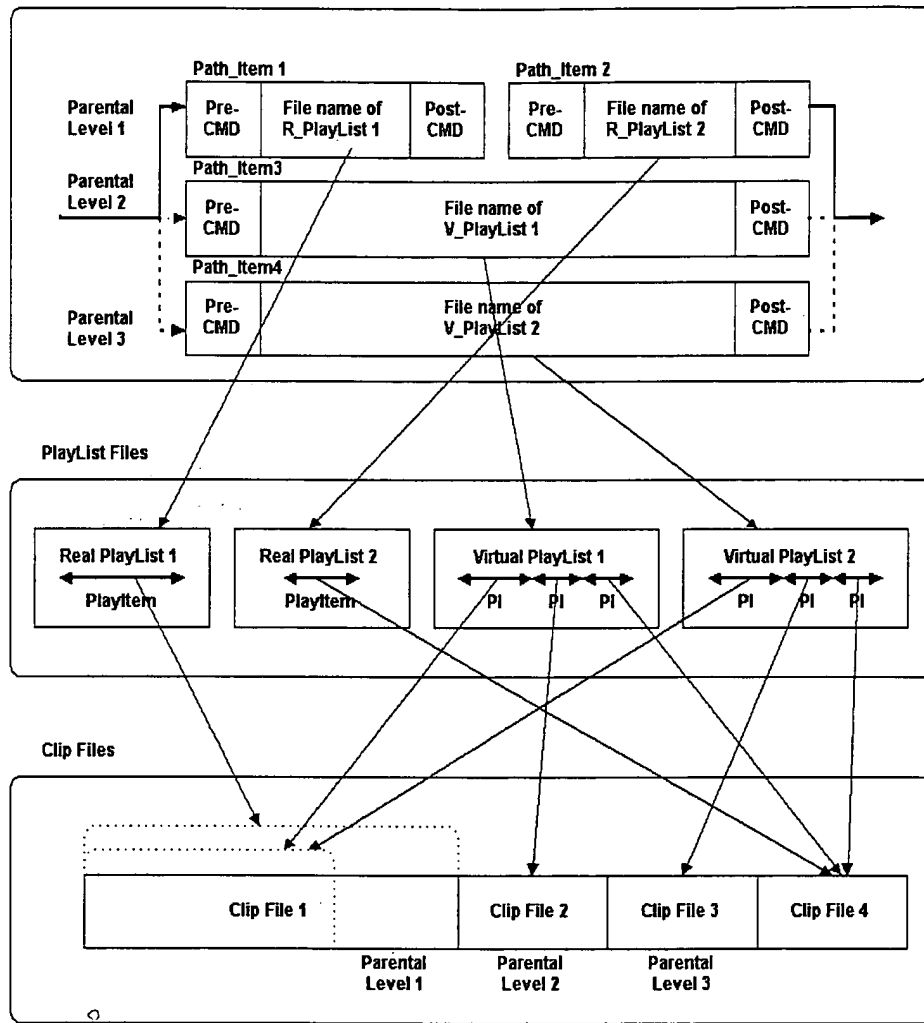 Path_Item 1
Path_Item 2
Parental
Level 1
Pre-
CMD
File name of
R_PlayList 1
Post-
CMD
Pre-
CMD
File name of
R_PlayList 2
Post-
CMD
Parental
Level 2
Path_Item3
Pre-
CMD
File name of
V_PlayList 1
Post-
CMD
Path_Item4
Parental
Level 3
Pre-
CMD
File name of
V_PlayList 2
Post-
CMD
PlayList Files
Real PlayList 1
PlayItem
Real PlayList 2
PlayItem
Virtual PlayList 1
PI
PI
PI
Virtual PlayList 2
PI
PI
PI
Clip Files
Clip File 1
Clip File 2
Clip File 3
Clip File 4
Parental
Level 1
Parental
Level 2
Parental
Level 3